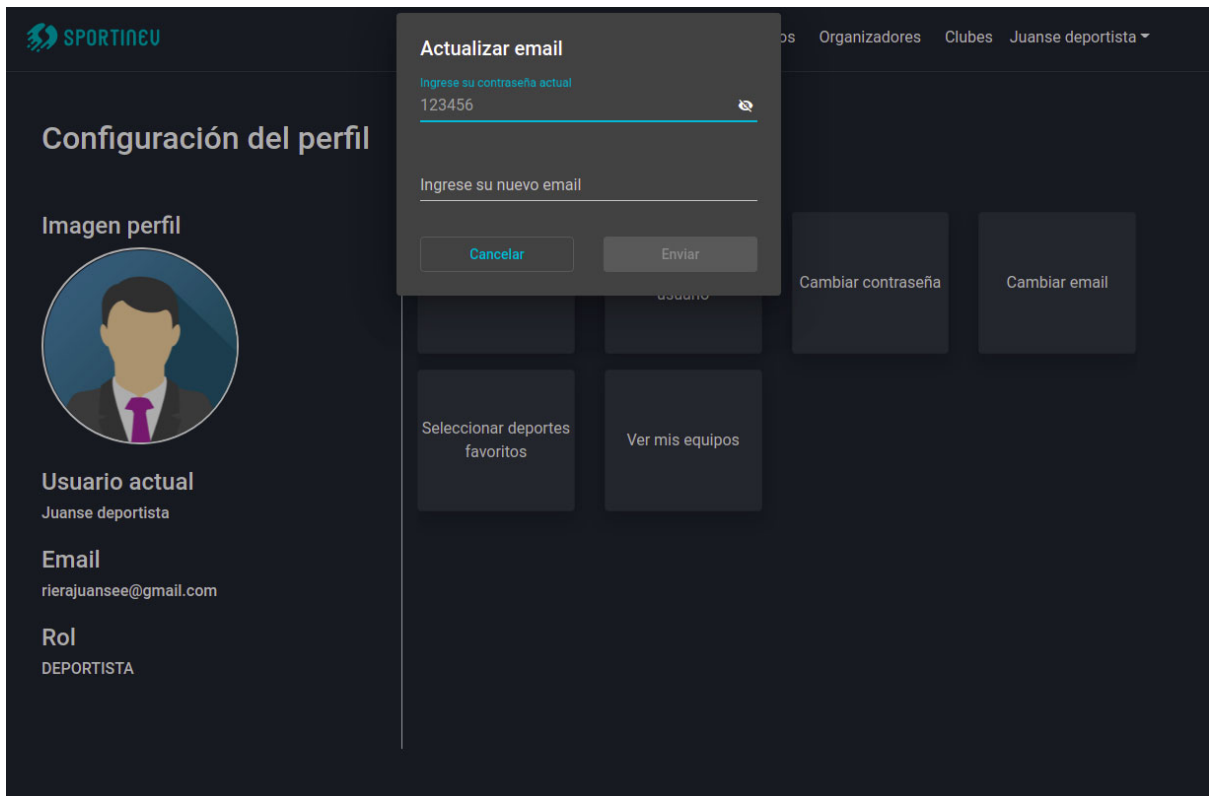 SPORTINEU
os Organizadores Clubes Juanse deportista
Actualizar email
Ingrese su contraseña actual
123456
Ingrese su nuevo email
Cancelar Enviar
Configuración del perfil
Imagen perfil
Usuario actual
Juanse deportista
Email
rierajuansee@gmail.com
Rol
DEPORTISTA
usuario
Cambiar contraseña
Cambiar email
Seleccionar deportes
favoritos
Ver mis equipos